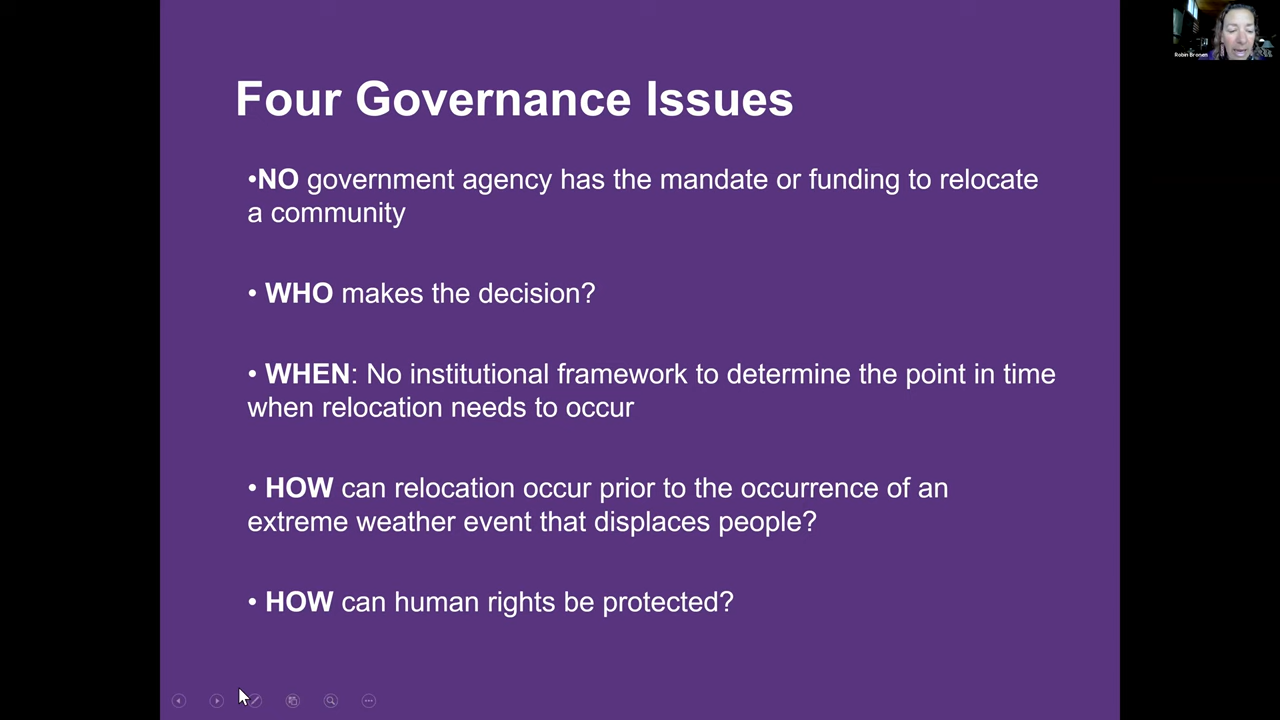 Four Governance Issues
•NO government agency has the mandate or funding to relocate
a community
• WHO makes the decision?
• WHEN: No institutional framework to determine the point in time
when relocation needs to occur
• HOW can relocation occur prior to the occurrence of an
extreme weather event that displaces people?
• HOW can human rights be protected?
Robin Bronen